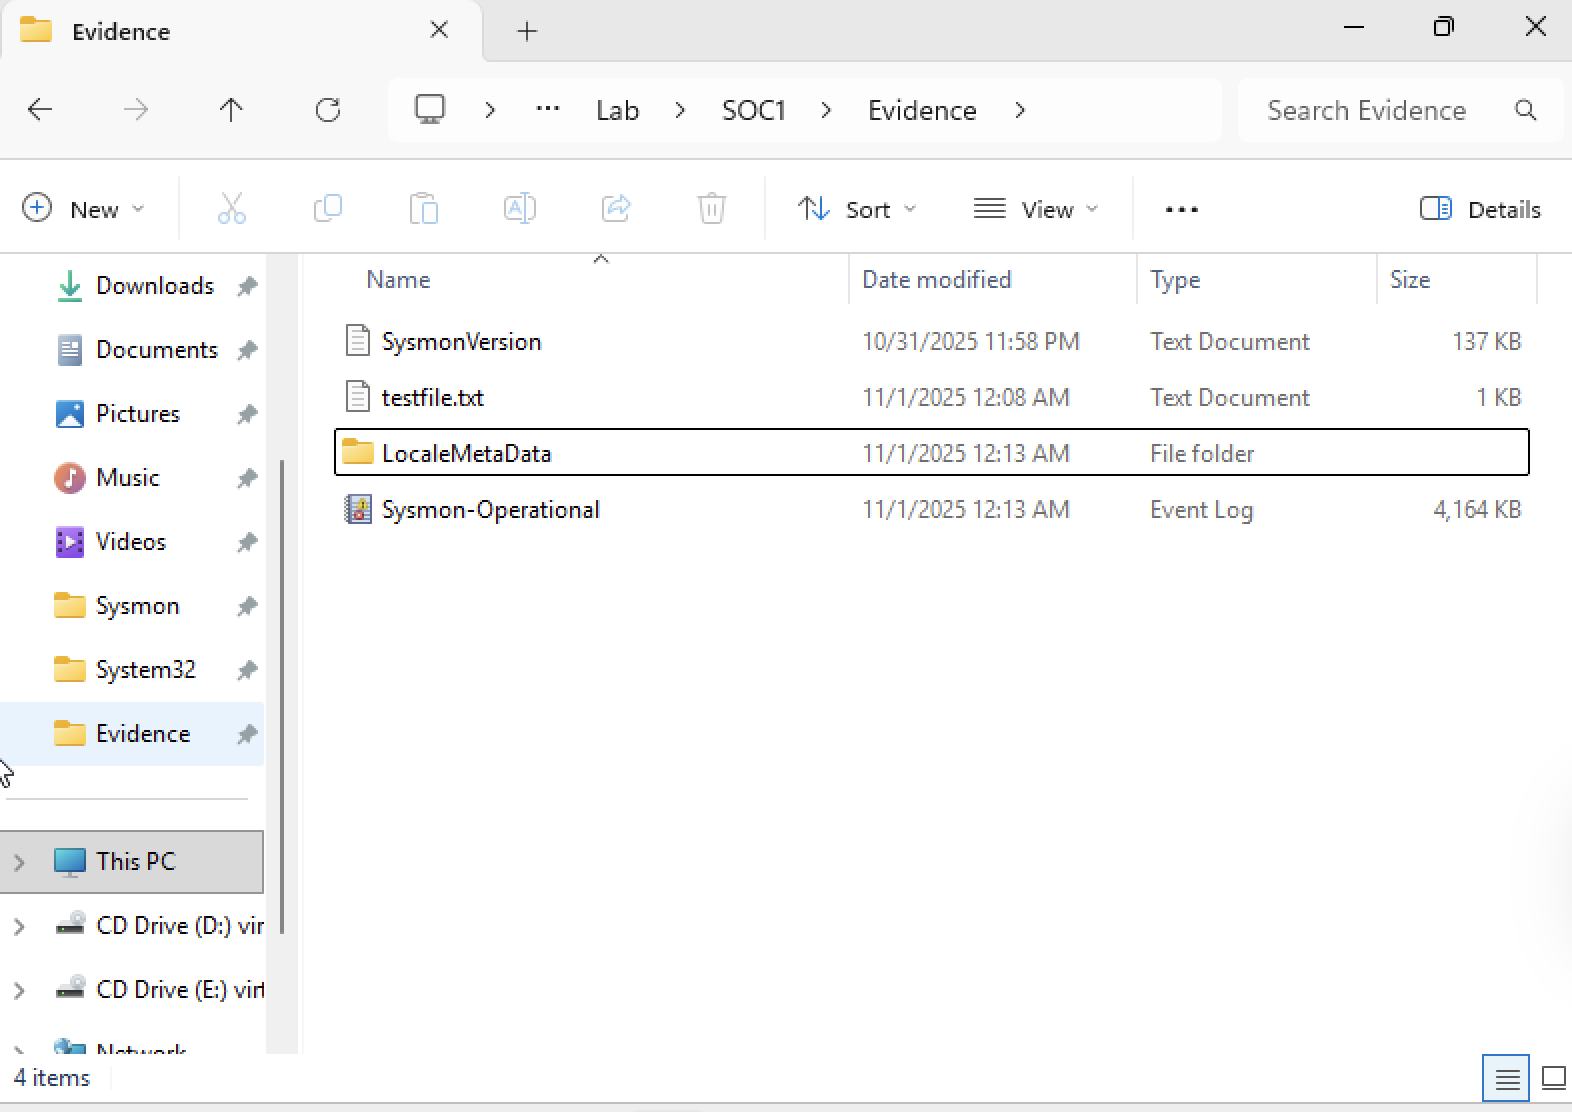 Evidence
Lab SOC1 Evidence Search Evidence
New Sort View Details
Name Date modified Type Size
Downloads
Documents
Pictures
Music
Videos
Sysmon
System32
Evidence
This PC
CD Drive (D:) vir
CD Drive (E:) virt
Network
SysmonVersion 10/31/2025 11:58 PM Text Document 137 KB
testfile.txt 11/1/2025 12:08 AM Text Document 1 KB
LocaleMetaData 11/1/2025 12:13 AM File folder
Sysmon-Operational 11/1/2025 12:13 AM Event Log 4,164 KB
4 items